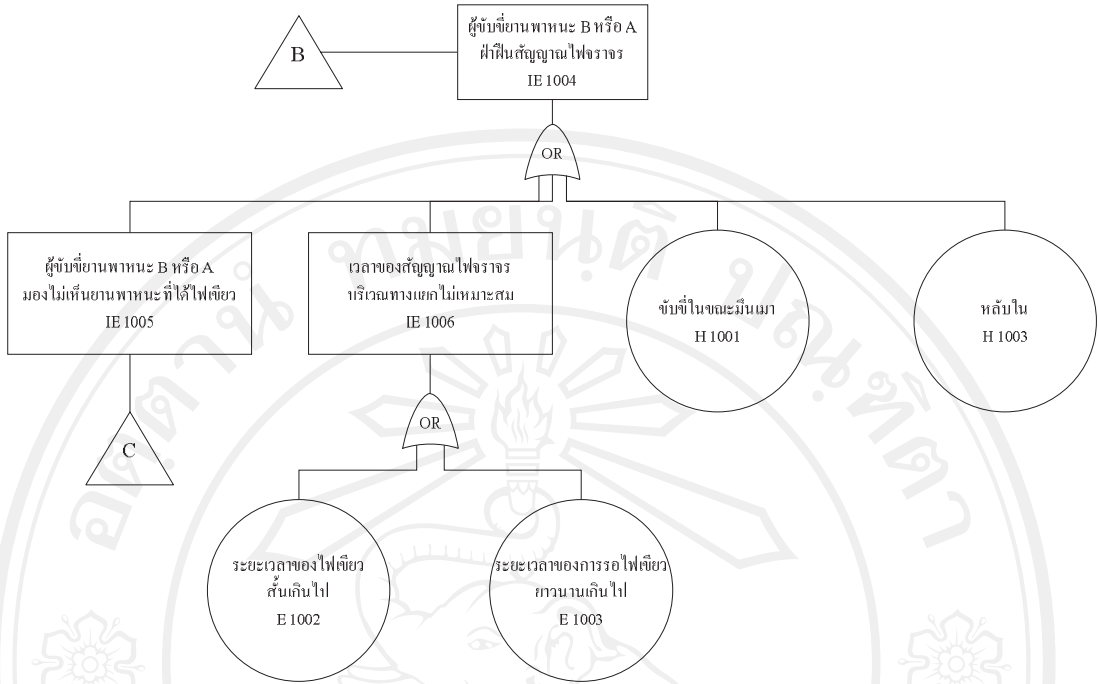 B
ผู้ขับขี่ยานพาหนะ B หรือ A
ฝ่าฝืนสัญญาณไฟจราจร
IE 1004
OR
ผู้ขับขี่ยานพาหนะ B หรือ A
มองไม่เห็นยานพาหนะที่ได้ไฟเขียว
IE 1005
เวลาของสัญญาณไฟจราจร
บริเวณทางแยกไม่เหมาะสม
IE 1006
ขับขี่ในขณะมึนเมา
H 1001
หลับใน
H 1003
C
OR
ระยะเวลาของไฟเขียว
สั้นเกินไป
E 1002
ระยะเวลาของการรอไฟเขียว
ยาวนานเกินไป
E 1003